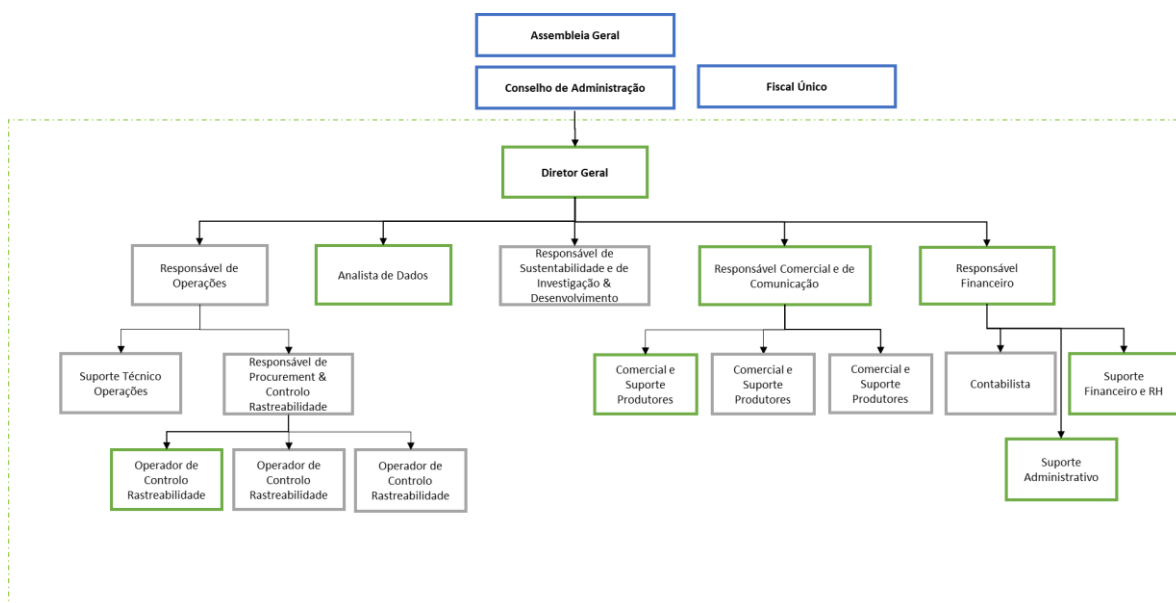 Assembleia Geral
Conselho de Administração
Fiscal Único
Diretor Geral
Responsável de
Operações
Analista de Dados
Responsável de
Sustentabilidade e de
Investigação &
Desenvolvimento
Responsável Comercial e de
Comunicação
Responsável
Financeiro
Suporte Técnico
Operações
Responsável de
Procurement &
Controlo
Rastreabilidade
Comercial e
Suporte
Produtores
Comercial e
Suporte
Produtores
Comercial e
Suporte
Produtores
Contabilista
Suporte
Financeiro e RH
Operador de
Controlo
Rastreabilidade
Operador de
Controlo
Rastreabilidade
Operador de
Controlo
Rastreabilidade
Suporte
Administrativo